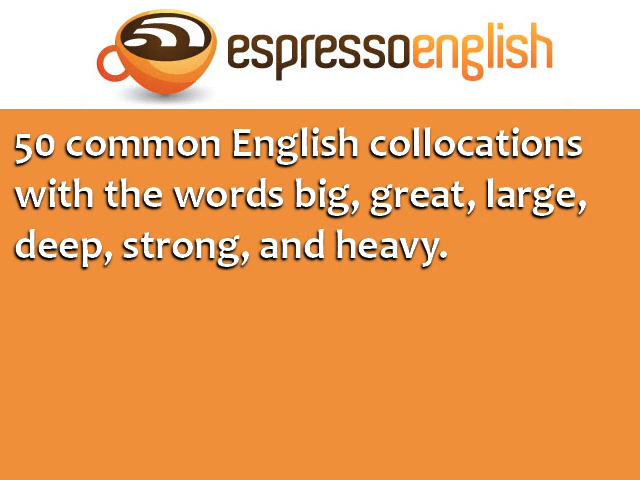 espressoenglish
50 common English collocations
with the words big, great, large,
deep, strong, and heavy.